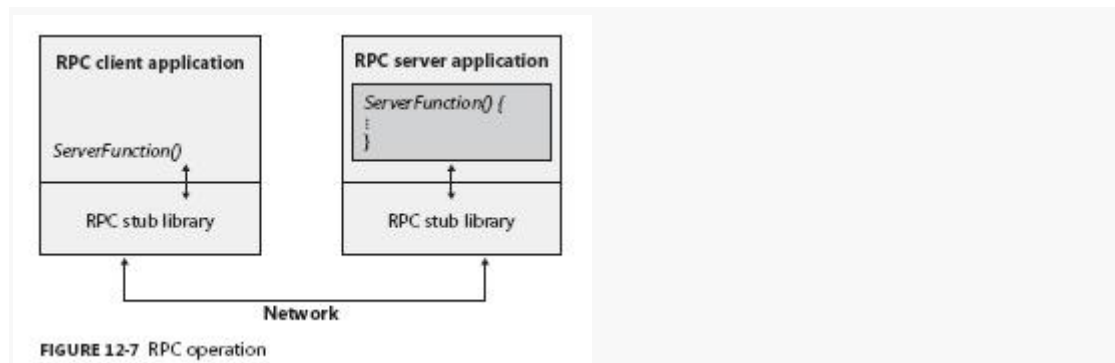 RPC client application
ServerFunction()
RPC stub library
RPC server application
ServerFunction() {
⋮
}
RPC stub library
Network
FIGURE 12-7 RPC operation